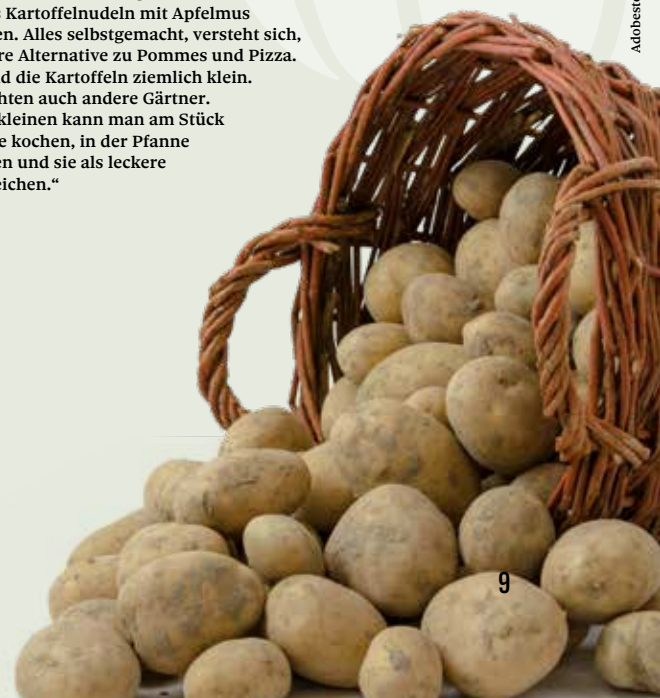 s Kartoffelnudeln mit Apfelmus
en. Alles selbstgemacht, versteht sich,
re Alternative zu Pommes und Pizza.
d die Kartoffeln ziemlich klein.
hten auch andere Gärtner.
kleinen kann man am Stück
e kochen, in der Pfanne
en und sie als leckere
eichen.“
Adobest
9